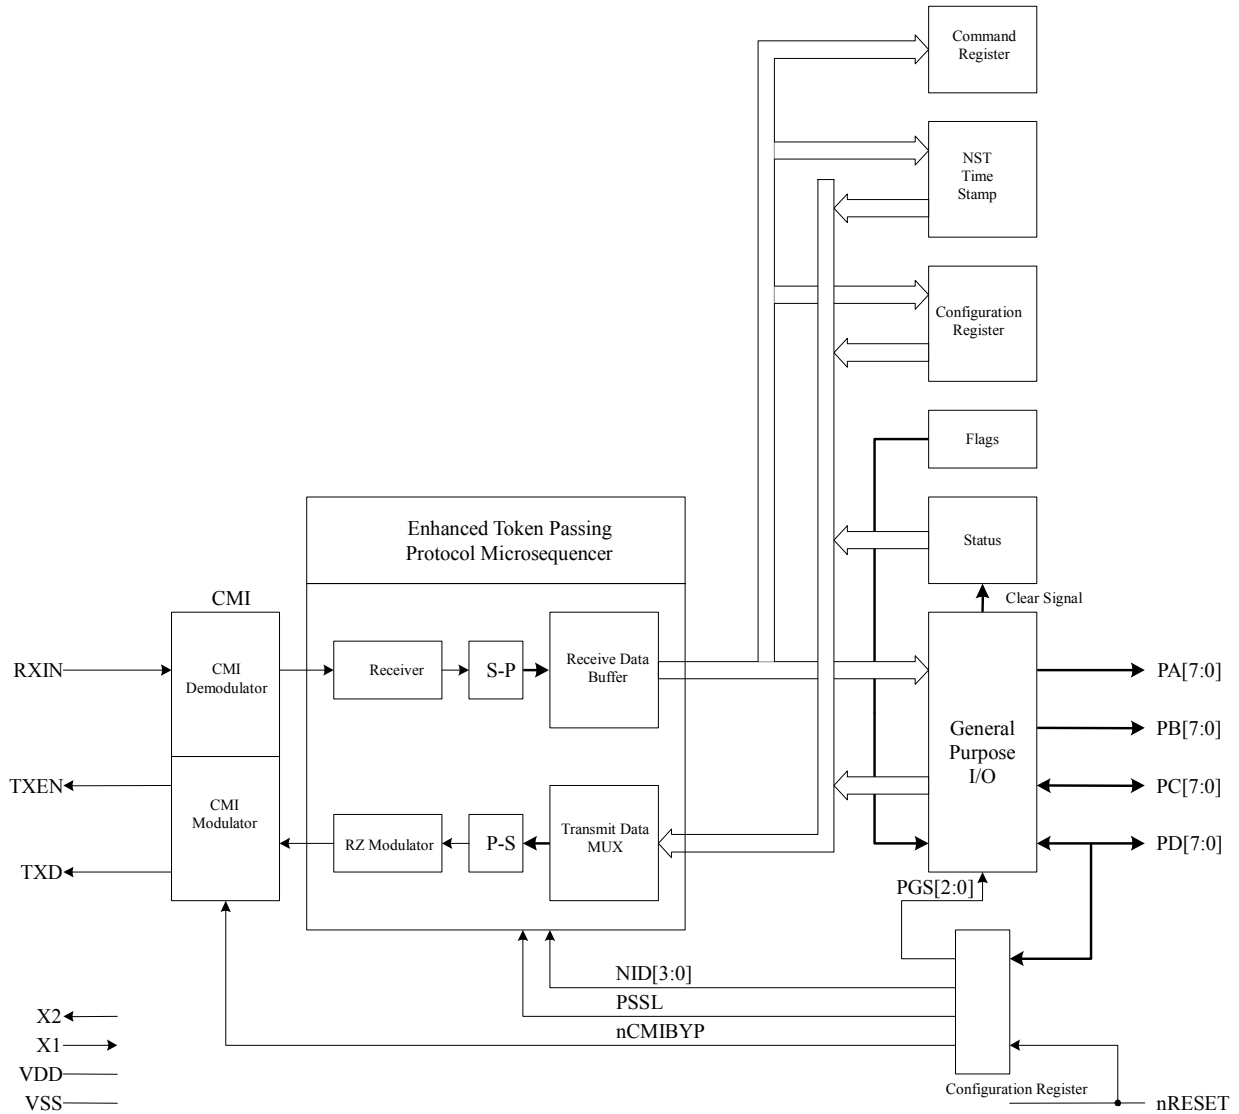 Command
Register
NST
Time
Stamp
Configuration
Register
Flags
Status
Clear Signal
Enhanced Token Passing
Protocol Microsequencer
CMI
RXIN
CMI
Demodulator
Receiver
S-P
Receive Data
Buffer
General
Purpose
I/O
PA[7:0]
PB[7:0]
PC[7:0]
PD[7:0]
TXEN
CMI
Modulator
RZ Modulator
P-S
Transmit Data
MUX
TXD
PGS[2:0]
NID[3:0]
PSSL
nCMIBYP
X2
X1
VDD
VSS
Configuration Register
nRESET